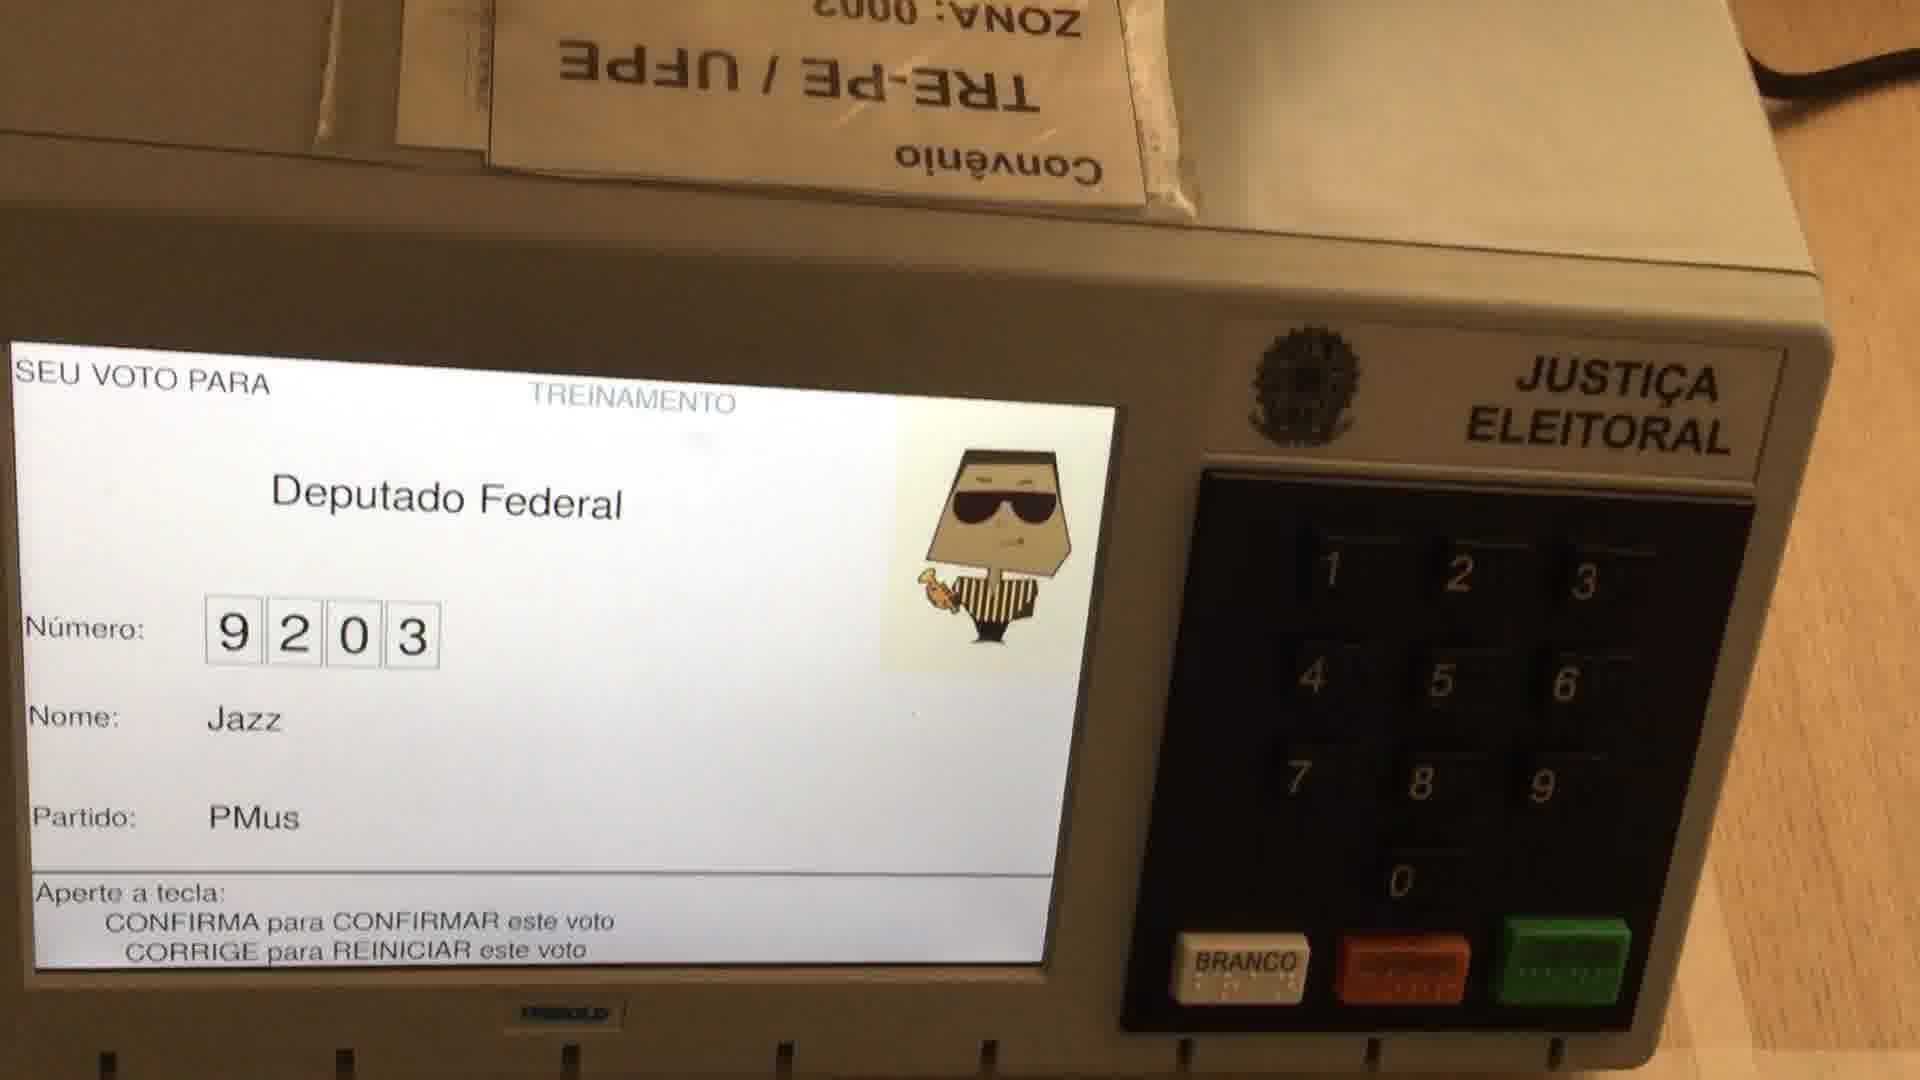 ZONA: 0002
TRE-PE / UFPE
Convênio
JUSTIÇA
ELEITORAL
SEU VOTO PARA
TREINAMENTO
Deputado Federal
Número: 9203
Nome: Jazz
Partido: PMus
Aperte a tecla:
CONFIRMA para CONFIRMAR este voto
CORRIGE para REINICIAR este voto
1 2 3
4 5 6
7 8 9
0
BRANCO